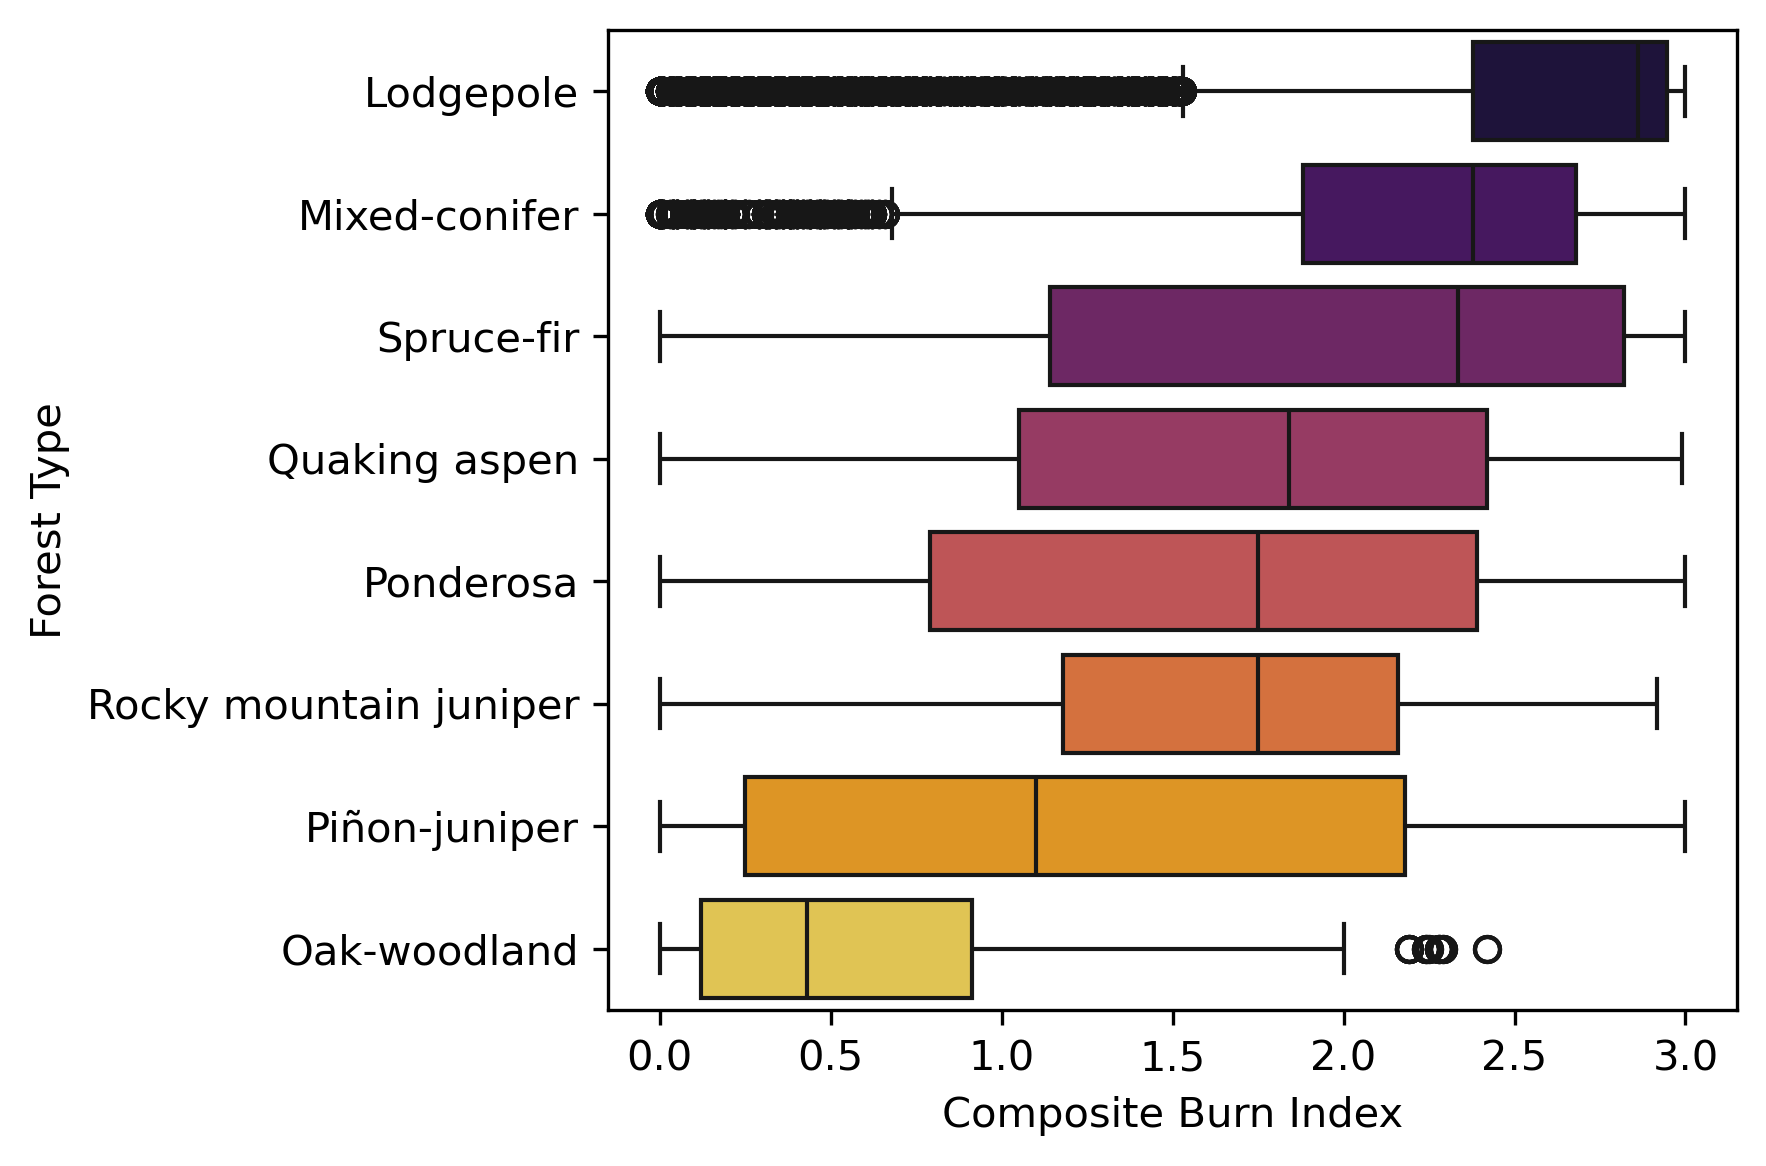 Forest Type
Lodgepole
Mixed-conifer
Spruce-fir
Quaking aspen
Ponderosa
Rocky mountain juniper
Piñon-juniper
Oak-woodland
0.0 0.5 1.0 1.5 2.0 2.5 3.0
Composite Burn Index